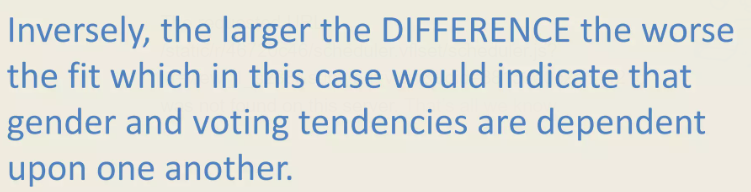 Inversely, the larger the DIFFERENCE the worse
the fit which in this case would indicate that
gender and voting tendencies are dependent
upon one another.